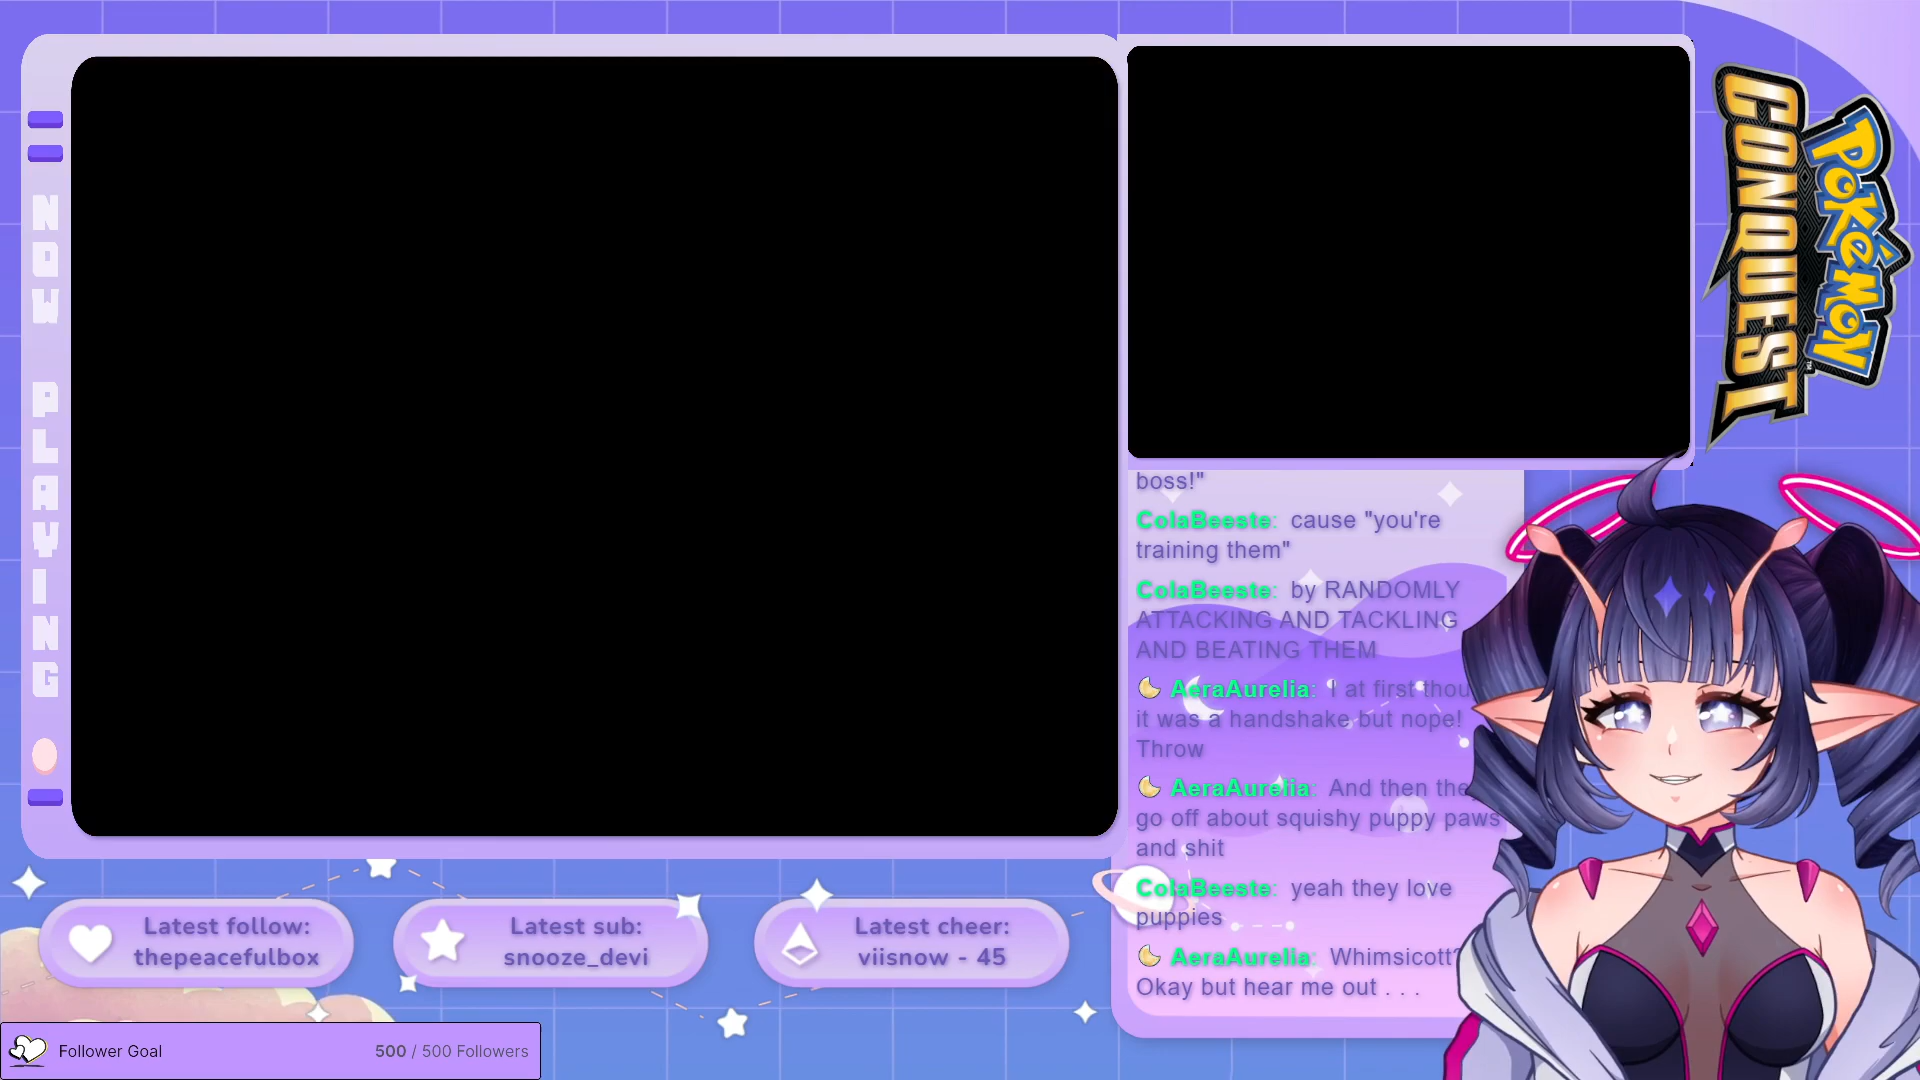 NOW PLAYING
POKéMON
CONQUEST
boss!"
ColaBeeste: cause "you're
training them"
ColaBeeste: by RANDOMLY
ATTACKING AND TACKLING
AND BEATING THEM
AeraAurelia: I at first thou
it was a handshake but nope!
Throw
AeraAurelia: And then the
go off about squishy puppy paws
and shit
ColaBeeste: yeah they love
puppies
AeraAurelia: Whimsicott?
Okay but hear me out . . .
Latest follow:
thepeacefulbox
Latest sub:
snooze_devi
Latest cheer:
viisnow - 45
Follower Goal
500 / 500 Followers